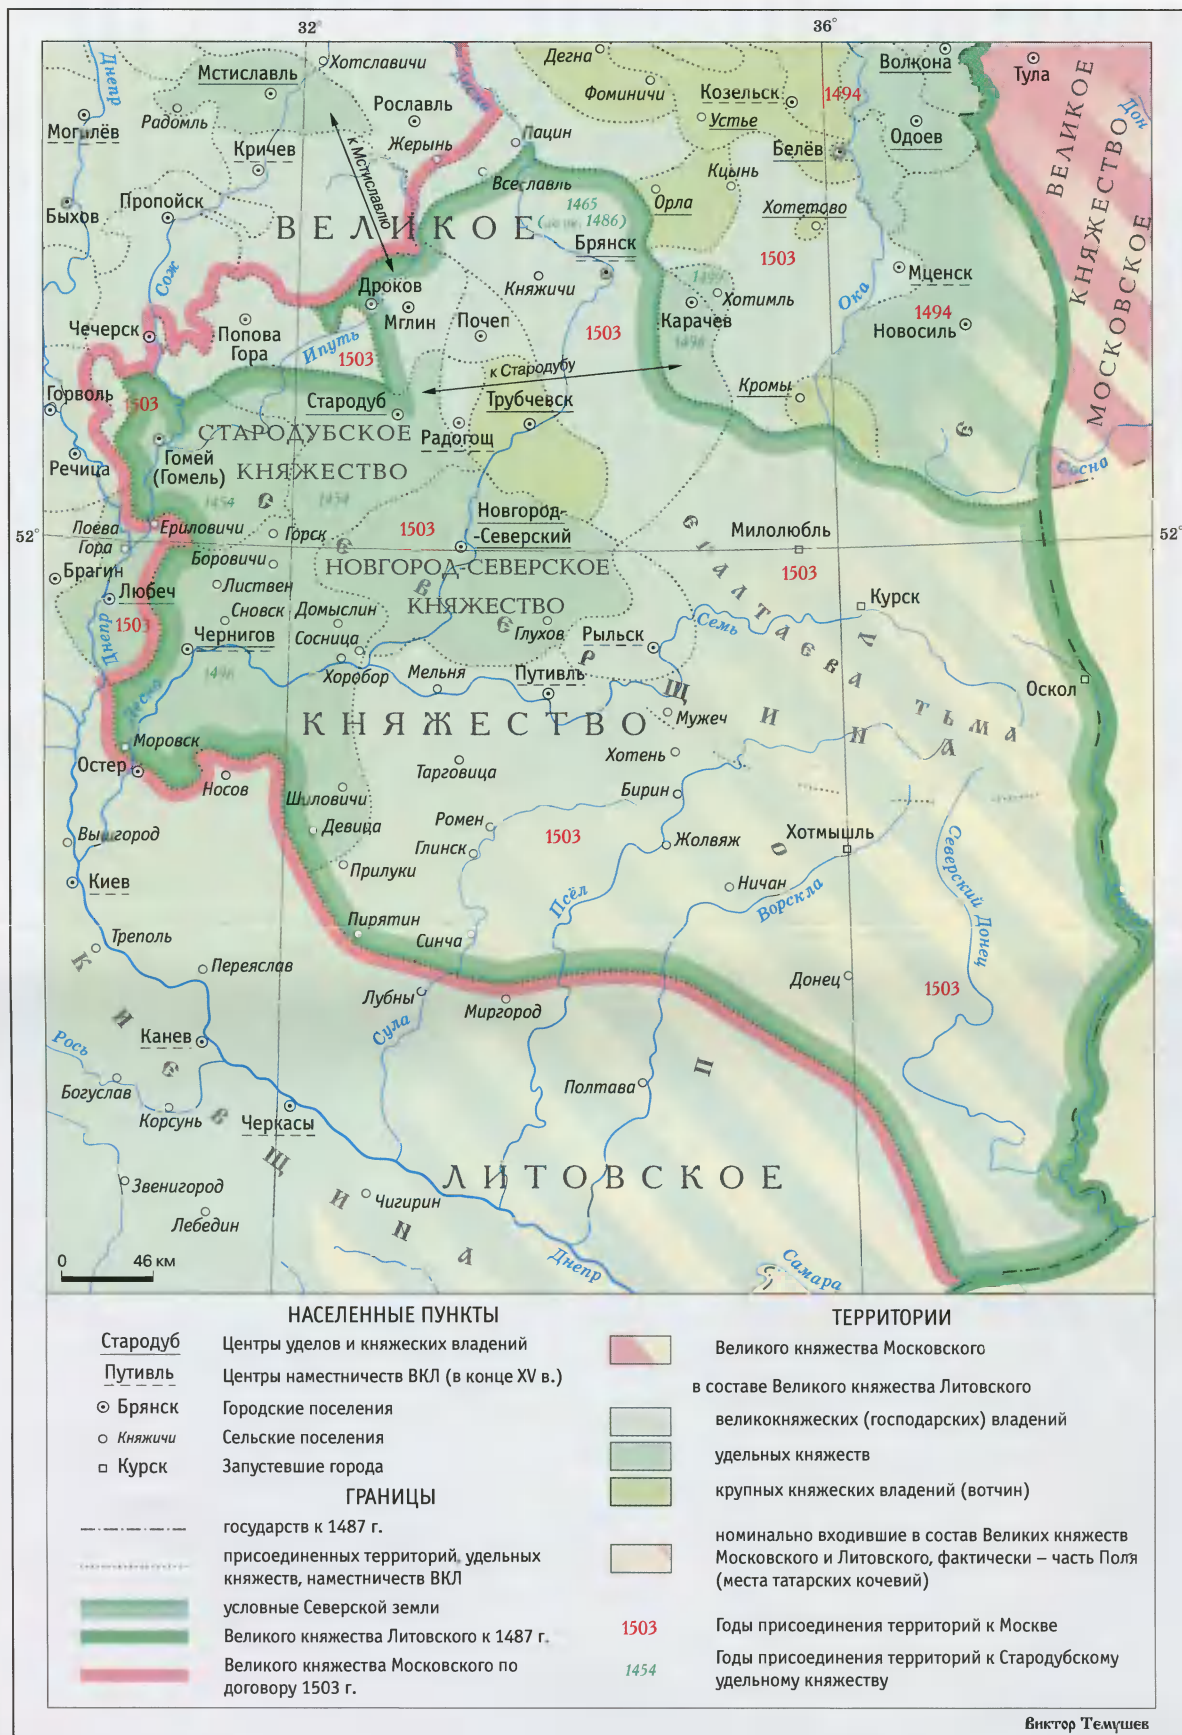 32°
36°
Днепр
Мстиславль
Хотславичи
Десна
Дегна
Фоминичи
Козельск
1494
Волкона
Тула
ВЕЛИКОЕ
КНЯЖЕСТВО
МОСКОВСКОЕ
Дон
Могилёв
Радомль
Рославль
Жерынь
Пацин
Устье
Одоев
Кричев
к Мстиславлю
Белёв
Быхов
Пропойск
Всеславль
Кцынь
Орла
Хотетово
1465
1486)
ВЕЛИКОЕ
Брянск
1503
Сож
Княжичи
Мценск
Дроков
Мглин
Хотимль
Ока
1494
Чечерск
Попова
Гора
Ипуть
1503
Почеп
1503
Карачев
1498
Новосиль
к Стародубу
Горволь
1503
Стародуб
Радогощ
Трубчевск
Кромы
СТАРОДУБСКОЕ
КНЯЖЕСТВО
Речица
Гомей
(Гомель)
Сосна
1454
1454
52°
Лоева
Гора
Ериловичи
Горск
1503
Новгород-
-Северский
Милолюбль
1503
52°
Брагин
Боровичи
НОВГОРОД-СЕВЕРСКОЕ
КНЯЖЕСТВО
Любеч
Листвен
1503
Сновск
Домыслин
Глухов
Рыльск
Семь
Курск
Днепр
Чернигов
Сосница
Хоробор
Мельня
Путивль
ЕГАЛТАЕВА ТЬМА
Оскол
1496
Десна
СЕВЕРЩИНА
КНЯЖЕСТВО
Мужеч
Моровск
Остер
Носов
Тарговица
Хотень
Шиловичи
Бирин
Девица
Ромен
1503
Жолвяж
Хотмышль
Вышгород
Глинск
Прилуки
Северский Донец
Киев
Псёл
Ничан
Ворскла
Пирятин
Синча
Треполь
Переяслав
Лубны
Миргород
Донец
1503
КИЕВЩИНА
Канев
Сула
Рось
Богуслав
Корсунь
Черкасы
Полтава
ПОЛЕ
ЛИТОВСКОЕ
Звенигород
Лебедин
Чигирин
0 46 км
Днепр
Самара
НАСЕЛЕННЫЕ ПУНКТЫ
Стародуб Центры уделов и княжеских владений
Путивль Центры наместничеств ВКЛ (в конце XV в.)
Брянск Городские поселения
Княжичи Сельские поселения
Курск Запустевшие города
ГРАНИЦЫ
государств к 1487 г.
присоединенных территорий, удельных
княжеств, наместничеств ВКЛ
условные Северской земли
Великого княжества Литовского к 1487 г.
Великого княжества Московского по
договору 1503 г.
ТЕРРИТОРИИ
Великого княжества Московского
в составе Великого княжества Литовского
великокняжеских (господарских) владений
удельных княжеств
крупных княжеских владений (вотчин)
номинально входившие в состав Великих княжеств
Московского и Литовского, фактически – часть Поля
(места татарских кочевий)
1503 Годы присоединения территорий к Москве
1454 Годы присоединения территорий к Стародубскому
удельному княжеству
Виктор Темушев